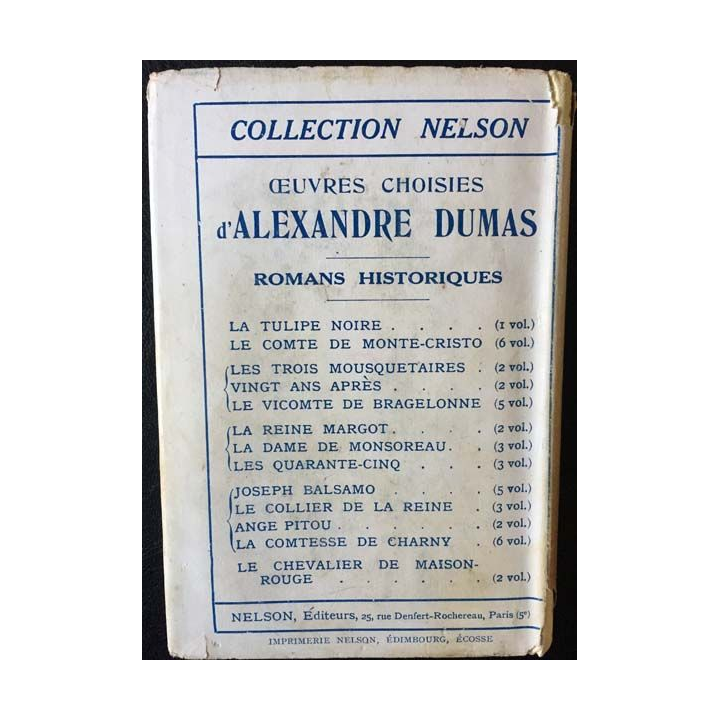 COLLECTION NELSON
ŒUVRES CHOISIES
d'ALEXANDRE DUMAS
ROMANS HISTORIQUES
LA TULIPE NOIRE . . . . (1 vol.)
LE COMTE DE MONTE-CRISTO (6 vol.)
LES TROIS MOUSQUETAIRES . (2 vol.)
VINGT ANS APRÈS . . . . (2 vol.)
LE VICOMTE DE BRAGELONNE (5 vol.)
LA REINE MARGOT . . . . (2 vol.)
LA DAME DE MONSOREAU . . (3 vol.)
LES QUARANTE-CINQ . . . (3 vol.)
JOSEPH BALSAMO . . . . (5 vol.)
LE COLLIER DE LA REINE . (3 vol.)
ANGE PITOU . . . . . . (2 vol.)
LA COMTESSE DE CHARNY . (6 vol.)
LE CHEVALIER DE MAISON-
ROUGE . . . . . . (2 vol.)
NELSON, Éditeurs, 25, rue Denfert-Rochereau, Paris (5e)
IMPRIMERIE NELSON, ÉDIMBOURG, ÉCOSSE